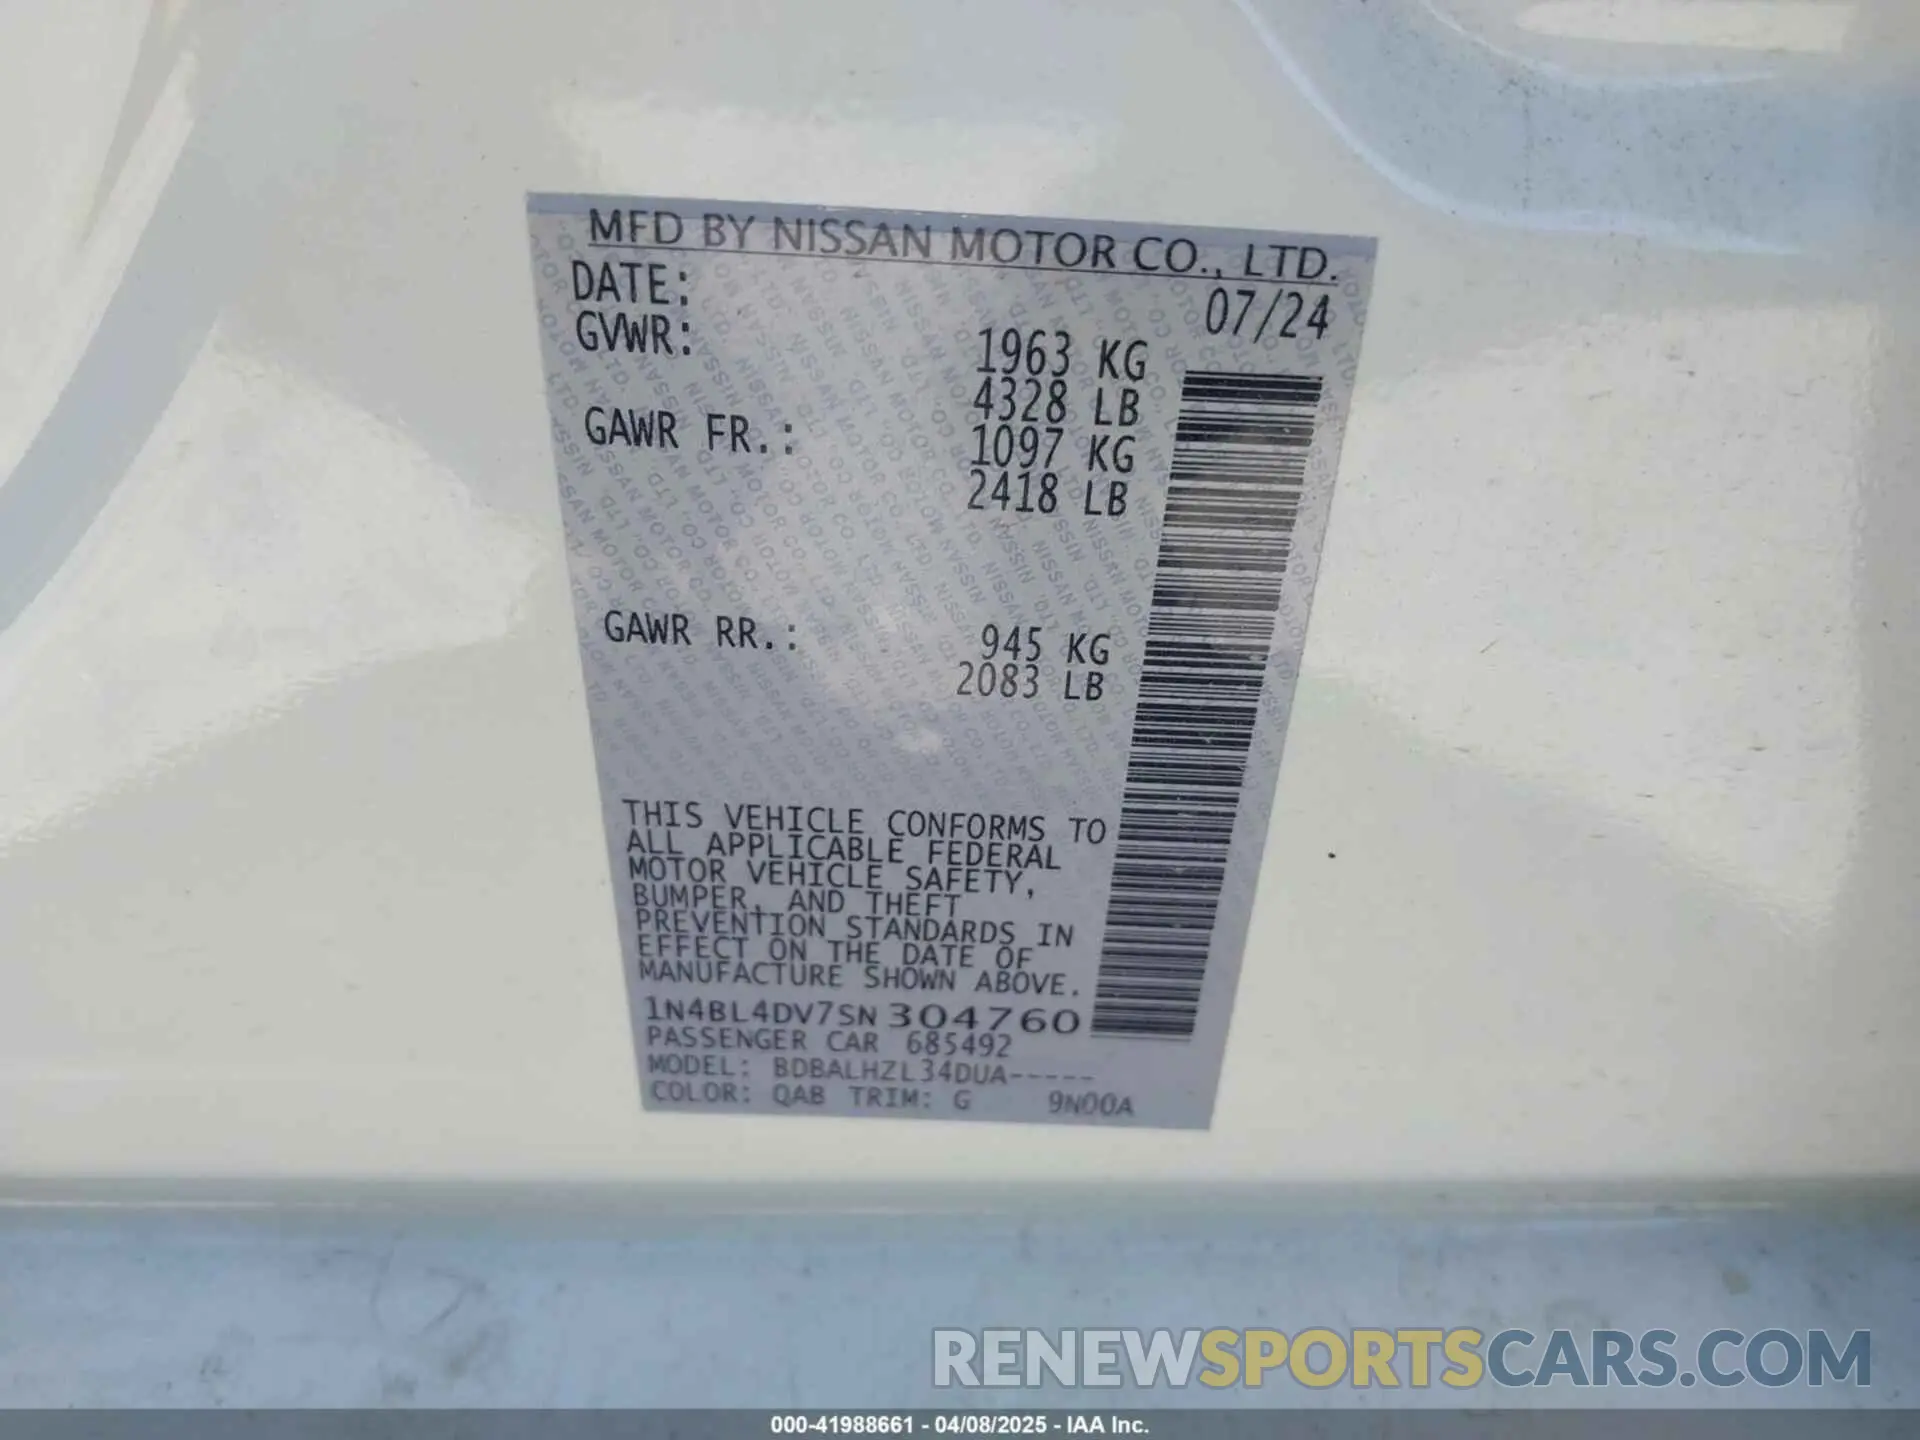 MFD BY NISSAN MOTOR CO., LTD.
DATE: 07/24
GVWR: 1963 KG
4328 LB
GAWR FR.: 1097 KG
2418 LB
GAWR RR.: 945 KG
2083 LB
THIS VEHICLE CONFORMS TO
ALL APPLICABLE FEDERAL
MOTOR VEHICLE SAFETY,
BUMPER, AND THEFT
PREVENTION STANDARDS IN
EFFECT ON THE DATE OF
MANUFACTURE SHOWN ABOVE.
1N4BL4DV7SN304760
PASSENGER CAR 685492
MODEL: BDBALHZL34DUA-----
COLOR: QAB TRIM: G 9N00A
RENEWSPORTSCARS.COM
000-41988661 - 04/08/2025 - IAA Inc.